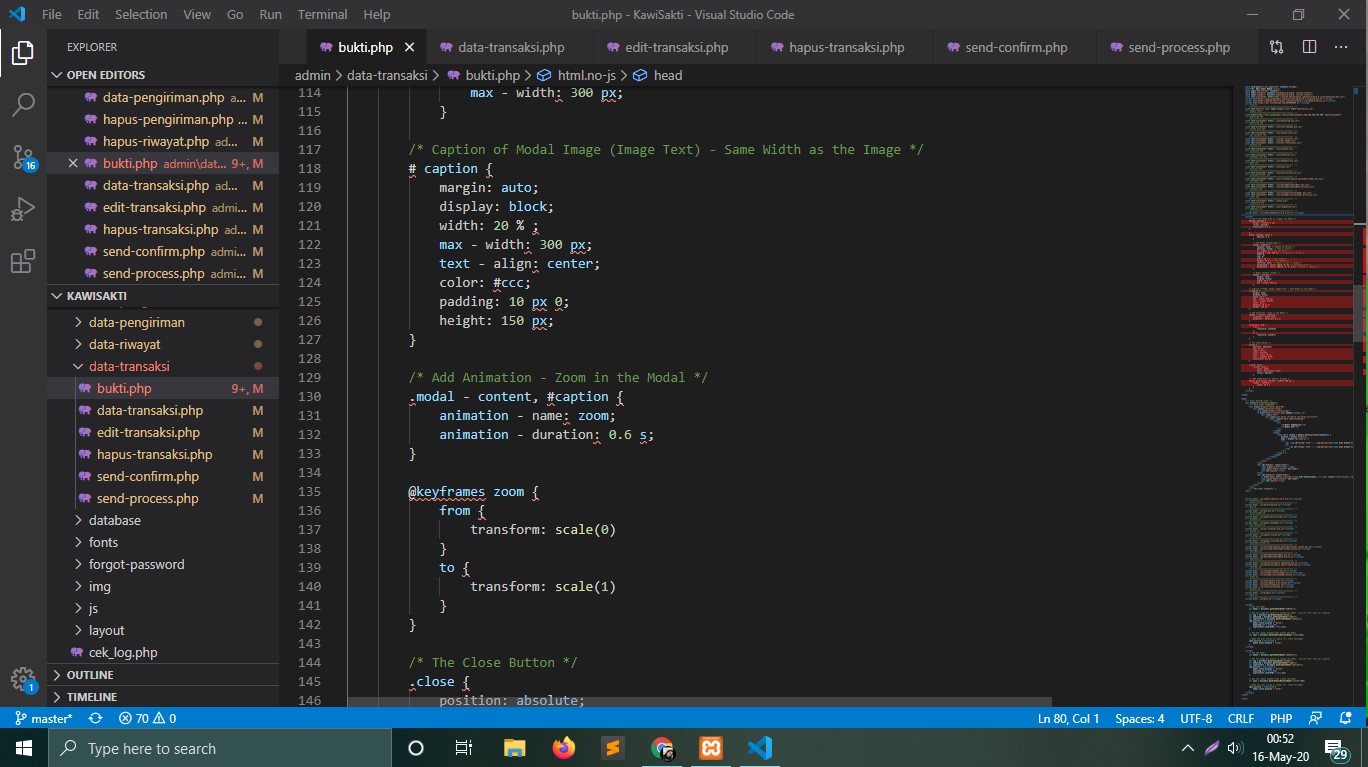 File Edit Selection View Go Run Terminal Help
bukti.php - KawiSakti - Visual Studio Code
EXPLORER
OPEN EDITORS
data-pengiriman.php a... M
hapus-pengiriman.php ... M
hapus-riwayat.php ad... M
bukti.php admin\dat... 9+, M
data-transaksi.php ad... M
edit-transaksi.php admi... M
hapus-transaksi.php ad... M
send-confirm.php admi... M
send-process.php admi... M
KAWISAKTI
data-pengiriman
data-riwayat
data-transaksi
bukti.php 9+, M
data-transaksi.php M
edit-transaksi.php M
hapus-transaksi.php M
send-confirm.php M
send-process.php M
database
fonts
forgot-password
img
js
layout
cek_log.php
OUTLINE
TIMELINE
16
1
bukti.php data-transaksi.php edit-transaksi.php hapus-transaksi.php send-confirm.php send-process.php
admin > data-transaksi > bukti.php > html.no-js > head
114 max - width: 300 px;
115 }
116
117 /* Caption of Modal Image (Image Text) - Same Width as the Image */
118 # caption {
119 margin: auto;
120 display: block;
121 width: 20 % ;
122 max - width: 300 px;
123 text - align: center;
124 color: #ccc;
125 padding: 10 px 0;
126 height: 150 px;
127 }
128
129 /* Add Animation - Zoom in the Modal */
130 .modal - content, #caption {
131 animation - name: zoom;
132 animation - duration: 0.6 s;
133 }
134
135 @keyframes zoom {
136 from {
137 transform: scale(0)
138 }
139 to {
140 transform: scale(1)
141 }
142 }
143
144 /* The Close Button */
145 .close {
146 position: absolute;
master* 70 0 Ln 80, Col 1 Spaces: 4 UTF-8 CRLF PHP
Type here to search
00:52
16-May-20
29